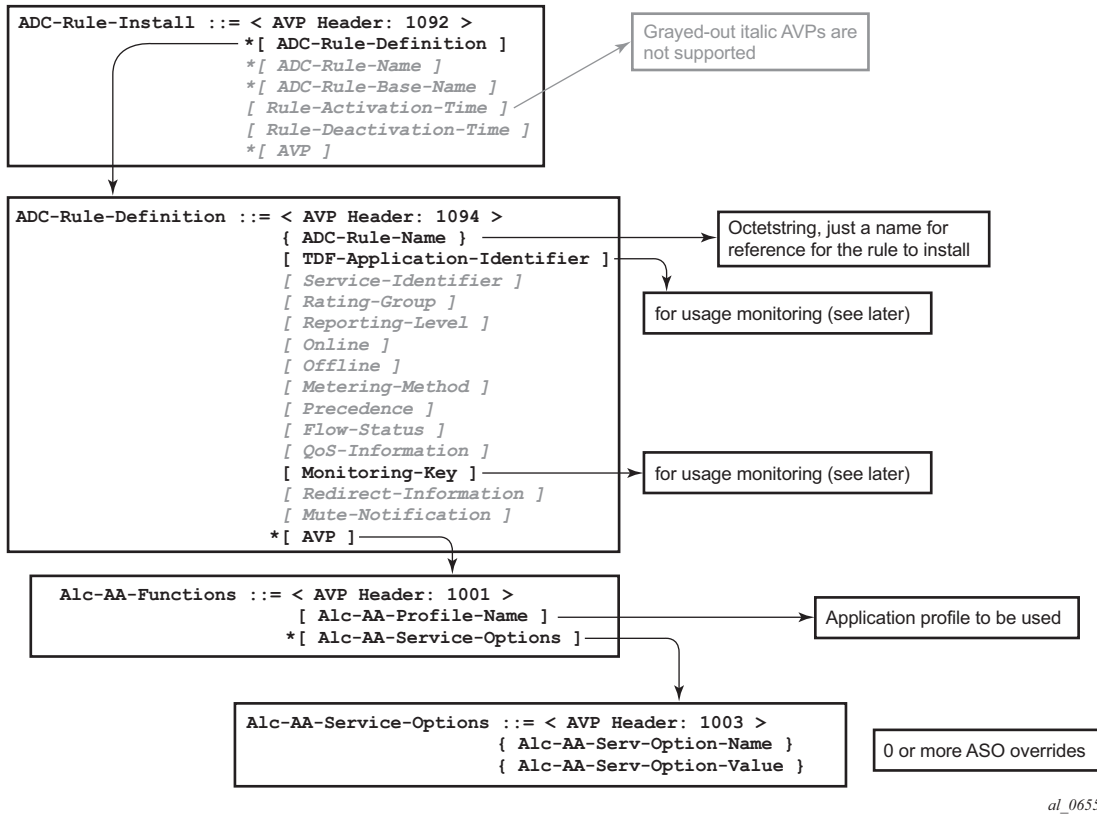 ADC-Rule-Install ::= < AVP Header: 1092 >
*[ ADC-Rule-Definition ]
*[ ADC-Rule-Name ]
*[ ADC-Rule-Base-Name ]
[ Rule-Activation-Time ]
[ Rule-Deactivation-Time ]
*[ AVP ]
Grayed-out italic AVPs are
not supported
ADC-Rule-Definition ::= < AVP Header: 1094 >
{ ADC-Rule-Name }
[ TDF-Application-Identifier ]
[ Service-Identifier ]
[ Rating-Group ]
[ Reporting-Level ]
[ Online ]
[ Offline ]
[ Metering-Method ]
[ Precedence ]
[ Flow-Status ]
[ QoS-Information ]
[ Monitoring-Key ]
[ Redirect-Information ]
[ Mute-Notification ]
*[ AVP ]
Octetstring, just a name for
reference for the rule to install
for usage monitoring (see later)
for usage monitoring (see later)
Alc-AA-Functions ::= < AVP Header: 1001 >
[ Alc-AA-Profile-Name ]
*[ Alc-AA-Service-Options ]
Application profile to be used
Alc-AA-Service-Options ::= < AVP Header: 1003 >
{ Alc-AA-Serv-Option-Name }
{ Alc-AA-Serv-Option-Value }
0 or more ASO overrides
al_0655